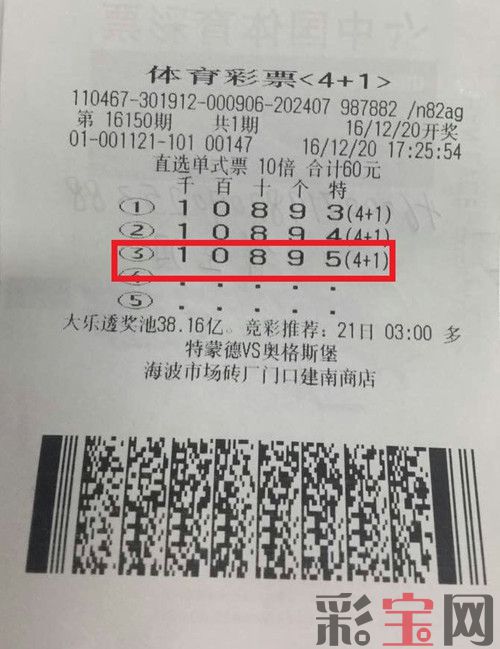 中国体育彩票
体育彩票<4+1>
110467-301912-000906-202407 987882 /n82ag
第 16150期 共1期 16/12/20开奖
01-001121-101 00147 16/12/20 17:25:54
直选单式票 10倍 合计60元
千 百 十 个 特
① 1 0 8 9 3(4+1)
② 1 0 8 9 4(4+1)
③ 1 0 8 9 5(4+1)
④ . . . . .
⑤ . . . . .
大乐透奖池38.16亿。竞彩推荐:21日 03:00 多
特蒙德VS奥格斯堡
海波市场砖厂门口建南商店
彩宝网